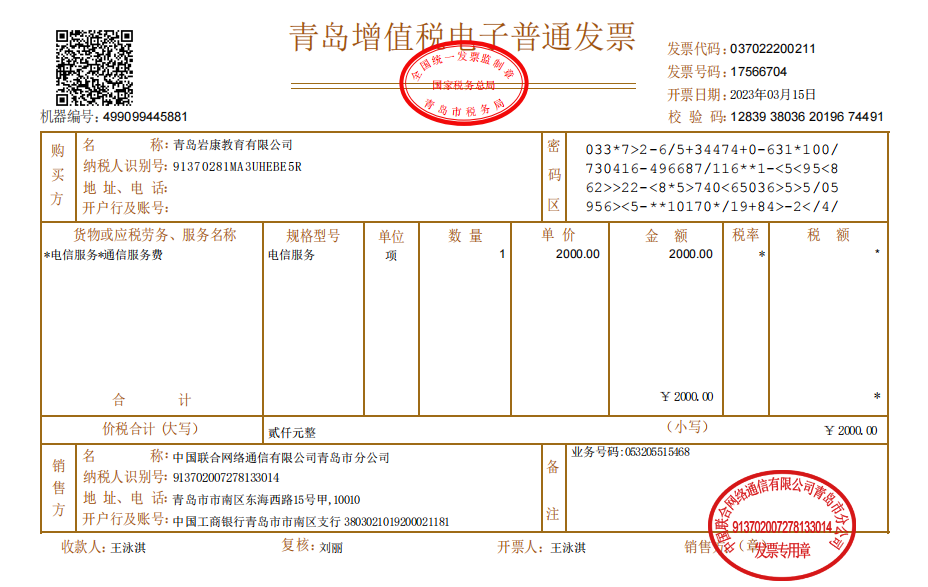 青岛增值税电子普通发票
全国统一发票监制章
国家税务总局
青岛市税务局
发票代码: 037022200211
发票号码: 17566704
开票日期: 2023年03月15日
机器编号: 499099445881
校 验 码: 12839 38036 20196 74491
购买方
名 称: 青岛岩康教育有限公司
纳税人识别号: 91370281MA3UHEBE5R
地 址、电 话:
开户行及账号:
密码区
033*7>2-6/5+34474+0-631*100/
730416-496687/116**1-<5<95<8
62>>22-<8*5>740<65036>5>5/05
956><5-**10170*/19+84>-2</4/
货物或应税劳务、服务名称 规格型号 单位 数 量 单 价 金 额 税率 税 额
*电信服务*通信服务费 电信服务 项 1 2000.00 2000.00 * *
合 计 ￥2000.00 *
价税合计 (大写) 贰仟元整 (小写) ￥2000.00
销售方
名 称: 中国联合网络通信有限公司青岛市分公司
纳税人识别号: 913702007278133014
地 址、电 话: 青岛市市南区东海西路15号甲,10010
开户行及账号: 中国工商银行青岛市市南区支行 3803021019200021181
备注
业务号码:053205515468
收款人: 王泳淇 复核: 刘丽 开票人: 王泳淇 销售方: (章)
中国联合网络通信有限公司青岛市分公司
913702007278133014
发票专用章